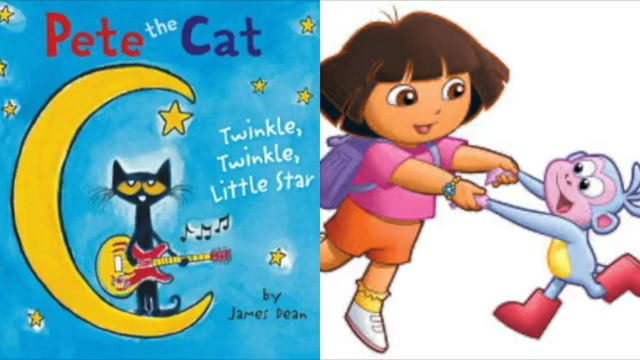 Pete the Cat
Twinkle,
Twinkle,
Little Star
by
James Dean